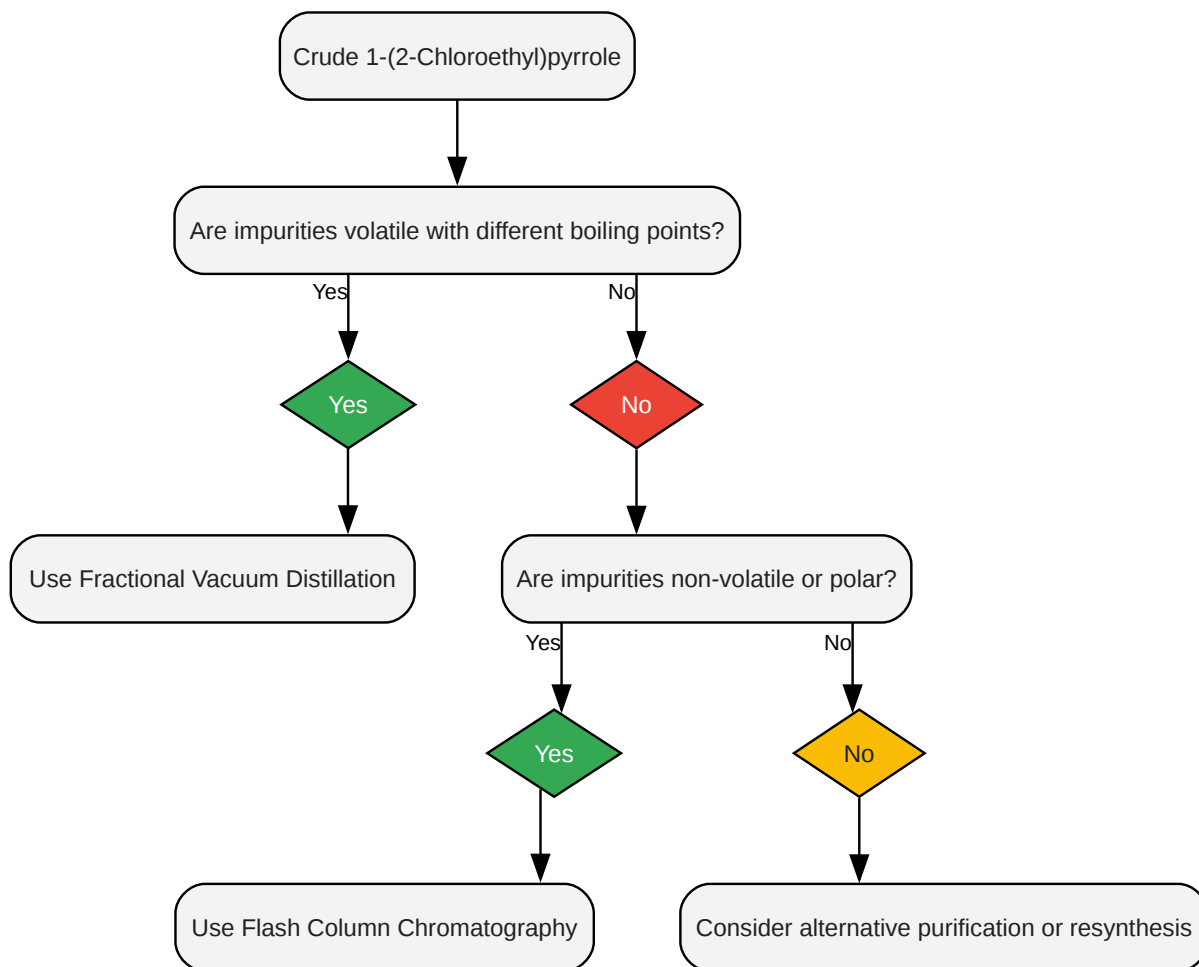 Crude 1-(2-Chloroethyl)pyrrole
Are impurities volatile with different boiling points?
Yes
No
Yes
No
Use Fractional Vacuum Distillation
Are impurities non-volatile or polar?
Yes
No
Yes
No
Use Flash Column Chromatography
Consider alternative purification or resynthesis